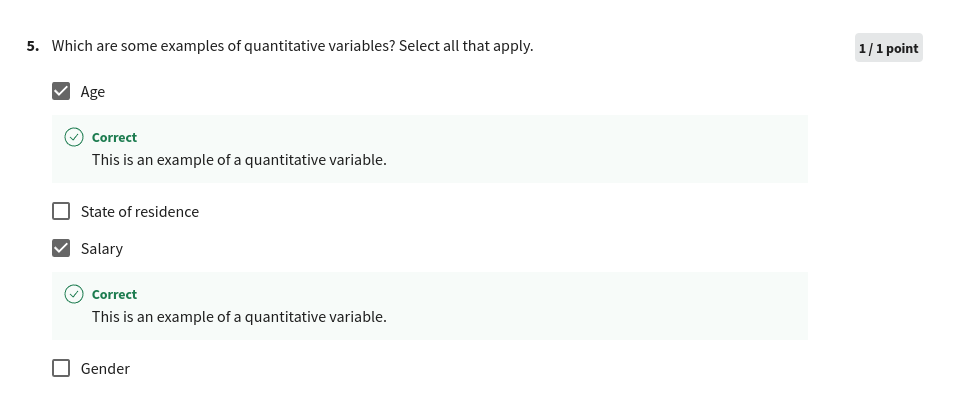 5. Which are some examples of quantitative variables? Select all that apply.
1 / 1 point
Age
Correct
This is an example of a quantitative variable.
State of residence
Salary
Correct
This is an example of a quantitative variable.
Gender